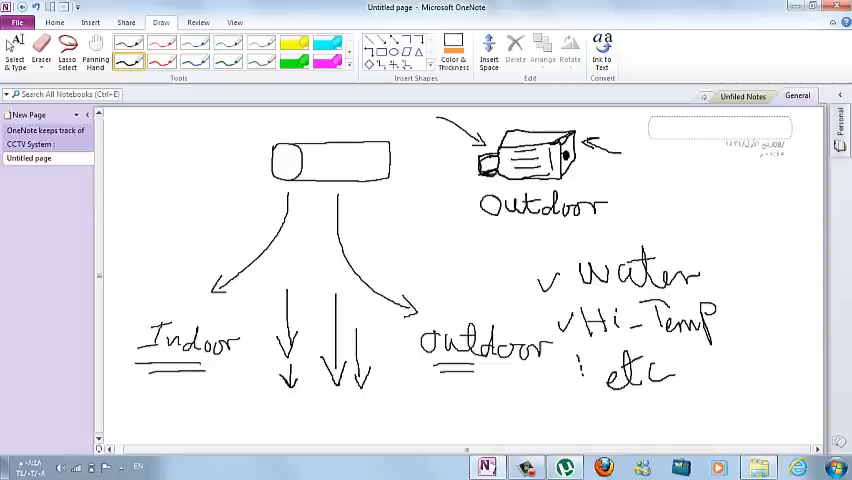 Untitled page - Microsoft OneNote
File Home Insert Share Draw Review View
Select & Type
Eraser
Lasso Select
Panning Hand
Color & Thickness
Insert Space
Delete
Arrange
Rotate
Ink to Text
Tools
Insert Shapes
Edit
Convert
Search All Notebooks (Ctrl+E)
Unfiled Notes
General
New Page
OneNote keeps track of
CCTV System :
Untitled page
Personal
outdoor
water
Hi-Temp
etc
Indoor
outdoor
EN